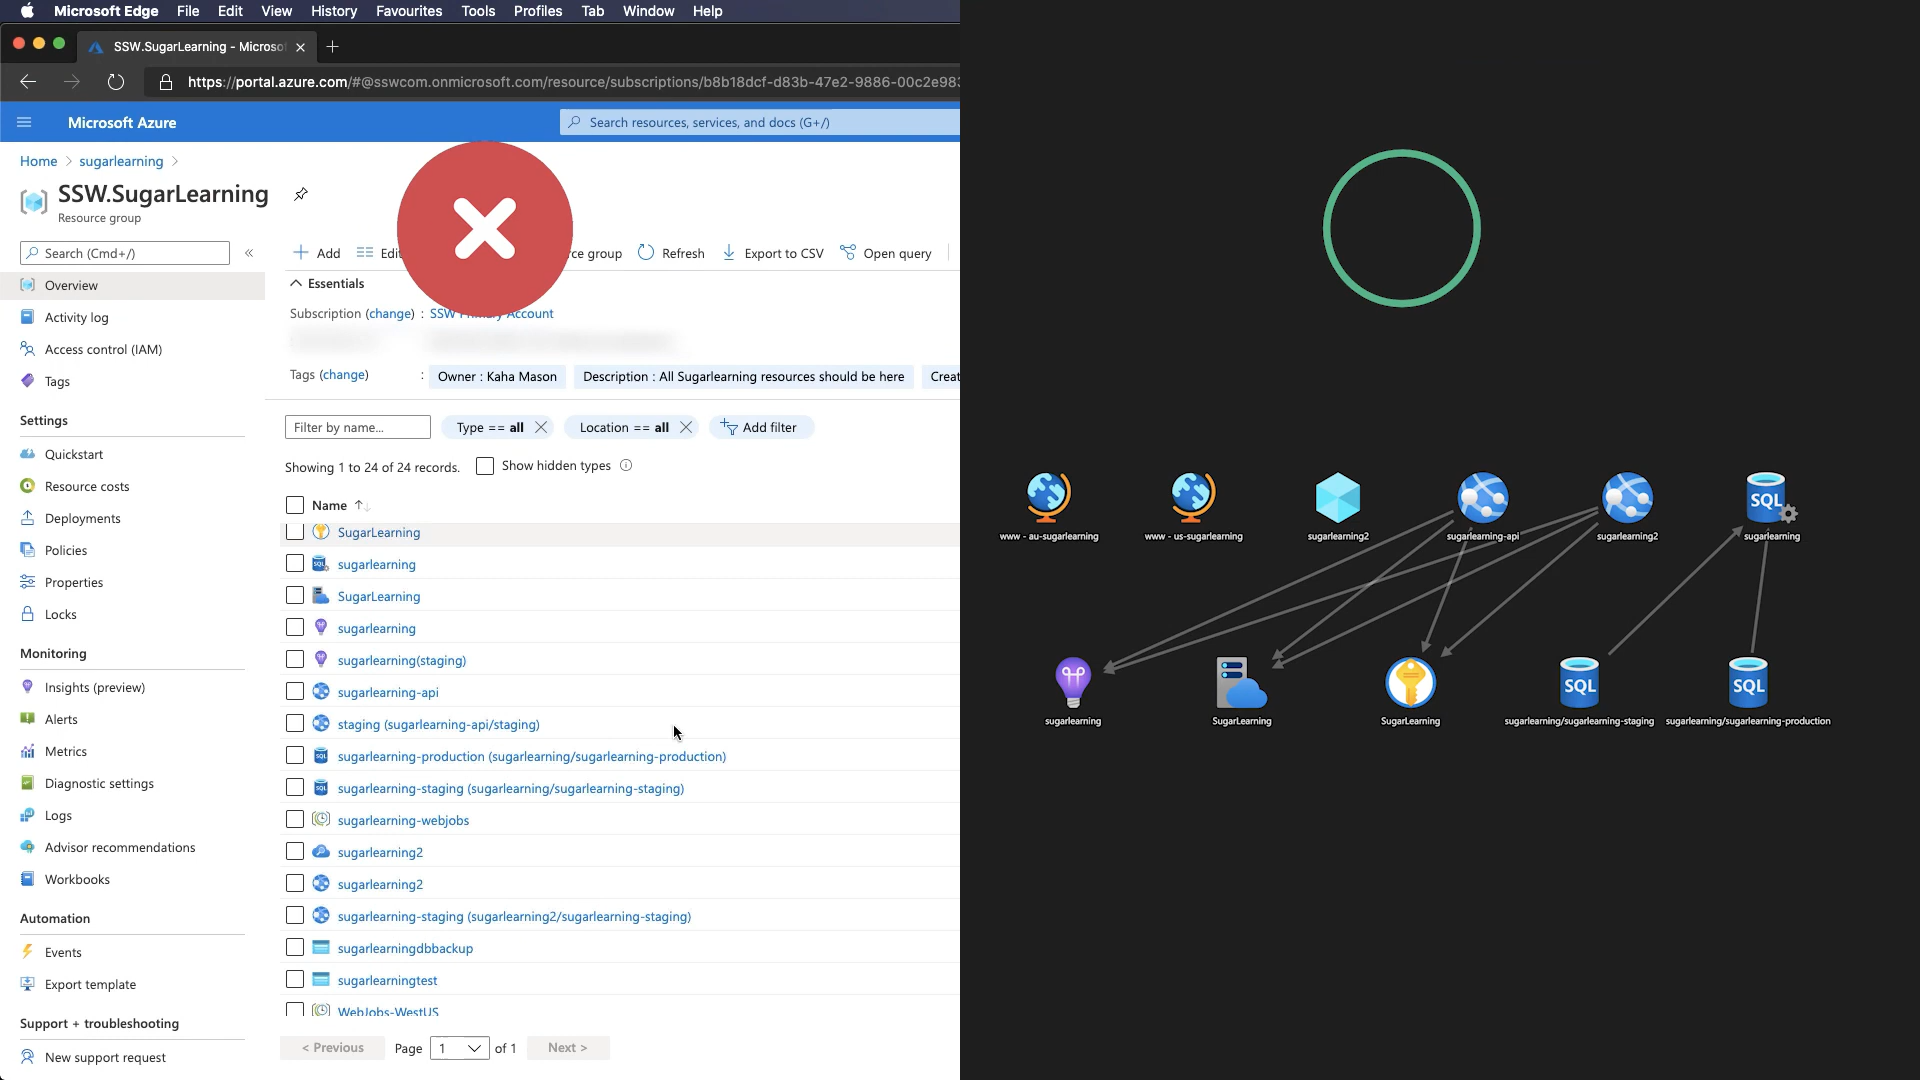 Microsoft Edge File Edit View History Favourites Tools Profiles Tab Window Help
SSW.SugarLearning - Microso
https://portal.azure.com/#@sswcom.onmicrosoft.com/resource/subscriptions/b8b18dcf-d83b-47e2-9886-00c2e983
Microsoft Azure
Search resources, services, and docs (G+/)
Home > sugarlearning >
SSW.SugarLearning
Resource group
Search (Cmd+/)
«
Overview
Activity log
Access control (IAM)
Tags
Settings
Quickstart
Resource costs
Deployments
Policies
Properties
Locks
Monitoring
Insights (preview)
Alerts
Metrics
Diagnostic settings
Logs
Advisor recommendations
Workbooks
Automation
Events
Export template
Support + troubleshooting
New support request
Add Edit rce group Refresh Export to CSV Open query
Essentials
Subscription (change) : SSW Primary Account
Tags (change) : Owner : Kaha Mason Description : All Sugarlearning resources should be here Creat
Filter by name... Type == all Location == all Add filter
Showing 1 to 24 of 24 records. Show hidden types
Name
SugarLearning
sugarlearning
SugarLearning
sugarlearning
sugarlearning(staging)
sugarlearning-api
staging (sugarlearning-api/staging)
sugarlearning-production (sugarlearning/sugarlearning-production)
sugarlearning-staging (sugarlearning/sugarlearning-staging)
sugarlearning-webjobs
sugarlearning2
sugarlearning2
sugarlearning-staging (sugarlearning2/sugarlearning-staging)
sugarlearningdbbackup
sugarlearningtest
WebJobs-WestUS
< Previous Page 1 of 1 Next >
SQL
www - au-sugarlearning www - us-sugarlearning sugarlearning2 sugarlearning-api sugarlearning2 sugarlearning
SQL SQL
sugarlearning SugarLearning SugarLearning sugarlearning/sugarlearning-staging sugarlearning/sugarlearning-production